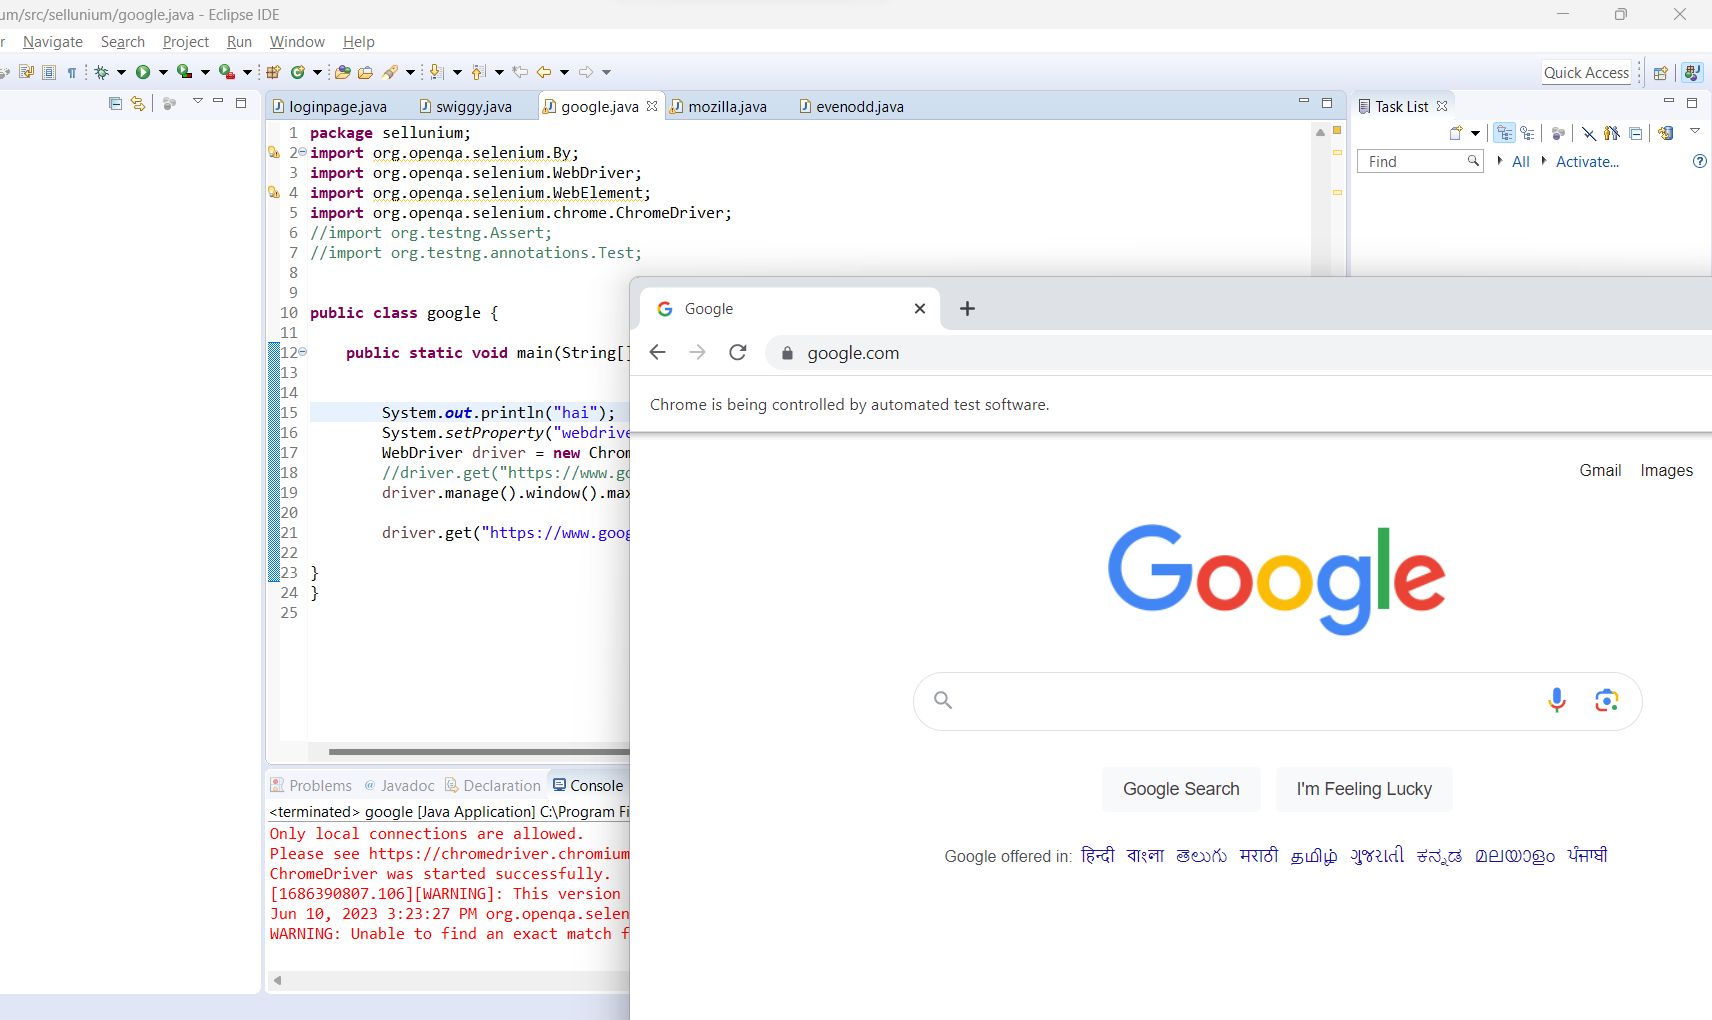 um/src/sellunium/google.java - Eclipse IDE
r Navigate Search Project Run Window Help
Quick Access
loginpage.java swiggy.java google.java mozilla.java evenodd.java
Task List
Find All Activate...
1 package sellunium;
2 import org.openqa.selenium.By;
3 import org.openqa.selenium.WebDriver;
4 import org.openqa.selenium.WebElement;
5 import org.openqa.selenium.chrome.ChromeDriver;
6 //import org.testng.Assert;
7 //import org.testng.annotations.Test;
8
9
10 public class google {
11
12 public static void main(String[]
13
14
15 System.out.println("hai");
16 System.setProperty("webdrive
17 WebDriver driver = new Chrom
18 //driver.get("https://www.go
19 driver.manage().window().max
20
21 driver.get("https://www.goog
22
23 }
24 }
25
Problems @ Javadoc Declaration Console
<terminated> google [Java Application] C:\Program Fi
Only local connections are allowed.
Please see https://chromedriver.chromium
ChromeDriver was started successfully.
[1686390807.106][WARNING]: This version
Jun 10, 2023 3:23:27 PM org.openqa.selen
WARNING: Unable to find an exact match f
Google
google.com
Chrome is being controlled by automated test software.
Gmail Images
Google
Google Search I'm Feeling Lucky
Google offered in: हिन्दी বাংলা తెలుగు मराठी தமிழ் ગુજરાતી ಕನ್ನಡ മലയാളം ਪੰਜਾਬੀ